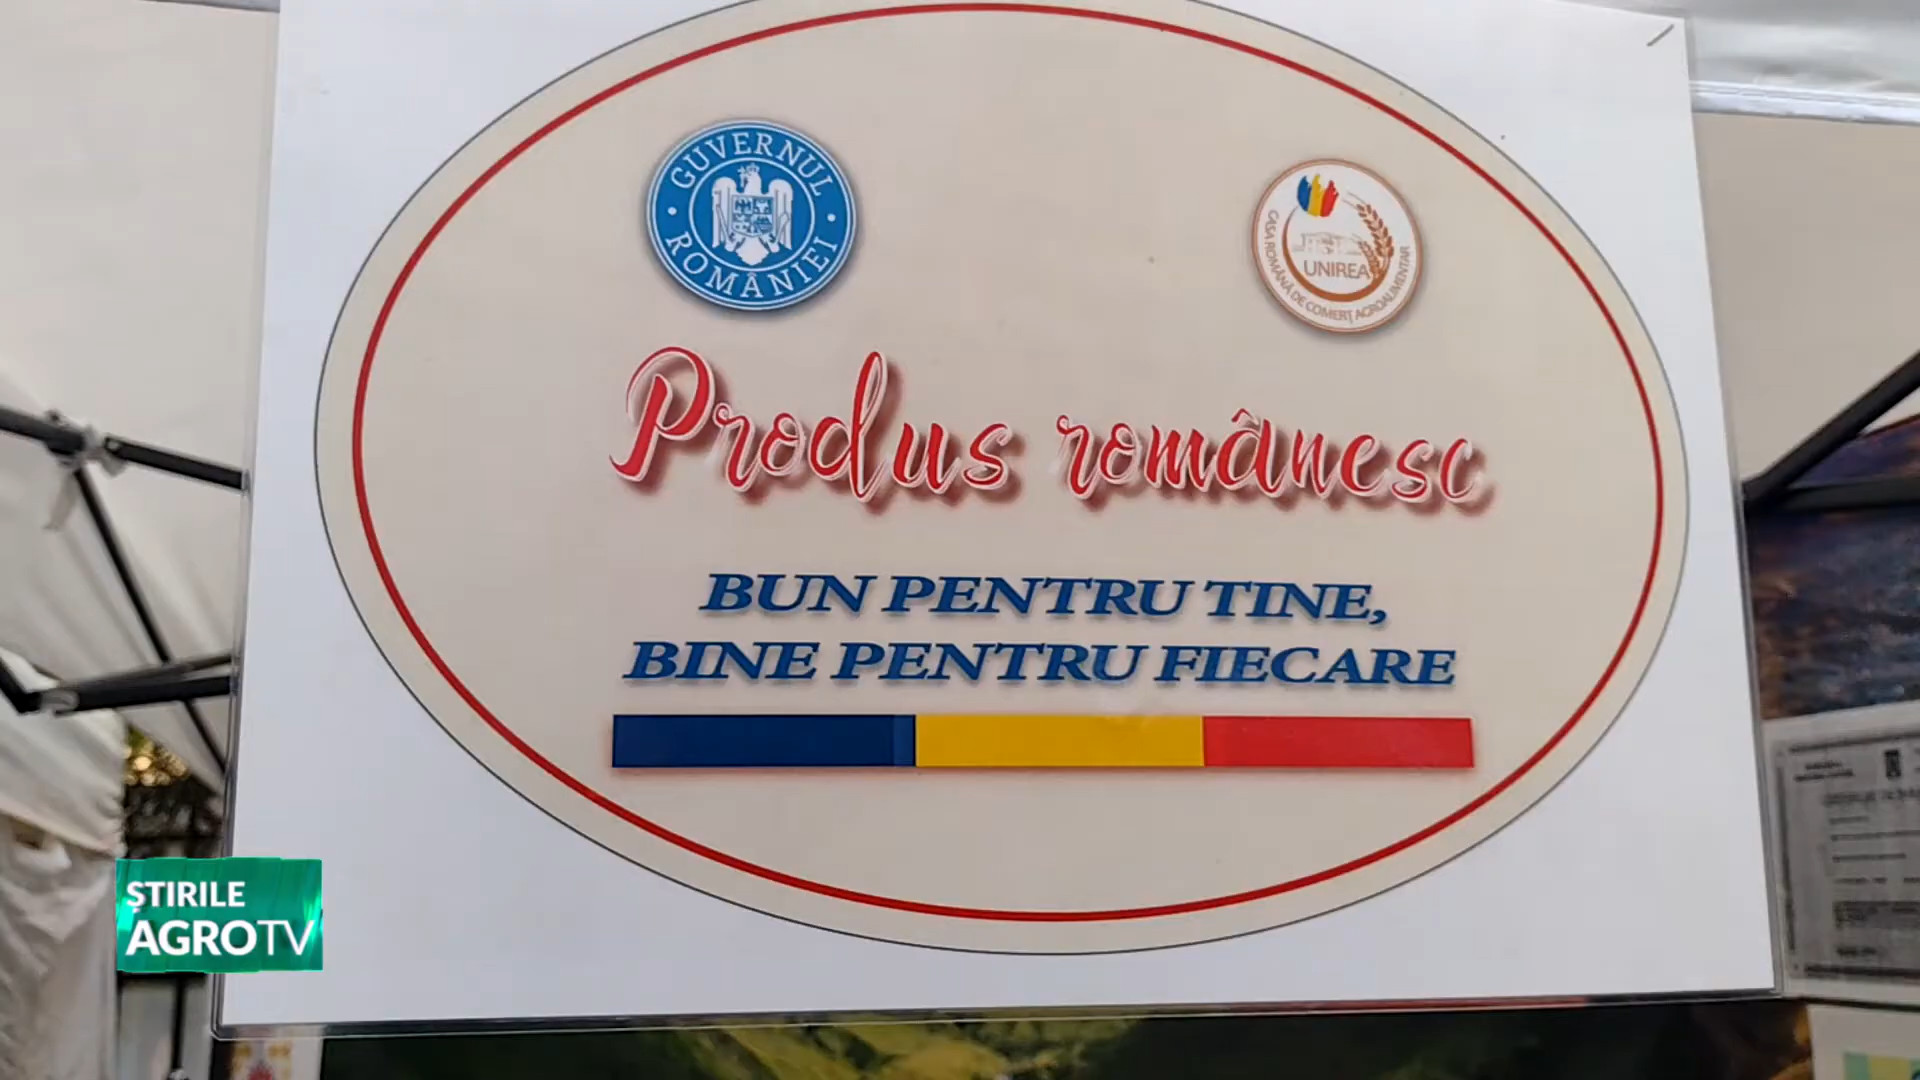 GUVERNUL ROMÂNIEI
UNIREA
CASA ROMÂNĂ DE COMERȚ AGROALIMENTAR
Produs românesc
BUN PENTRU TINE,
BINE PENTRU FIECARE
ȘTIRILE
AGROTV